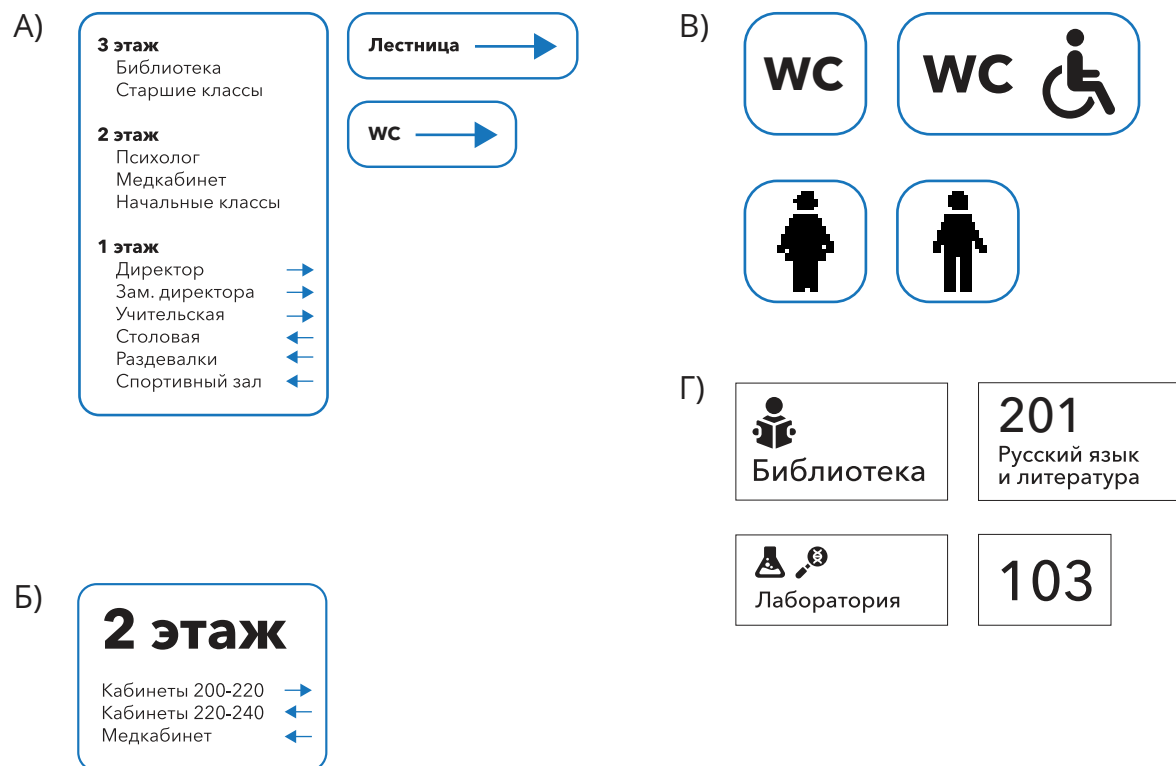 А)
3 этаж
Библиотека
Старшие классы
2 этаж
Психолог
Медкабинет
Начальные классы
1 этаж
Директор
Зам. директора
Учительская
Столовая
Раздевалки
Спортивный зал
Лестница
WC
Б)
2 этаж
Кабинеты 200-220
Кабинеты 220-240
Медкабинет
В)
WC
WC
Г)
Библиотека
201
Русский язык
и литература
Лаборатория
103